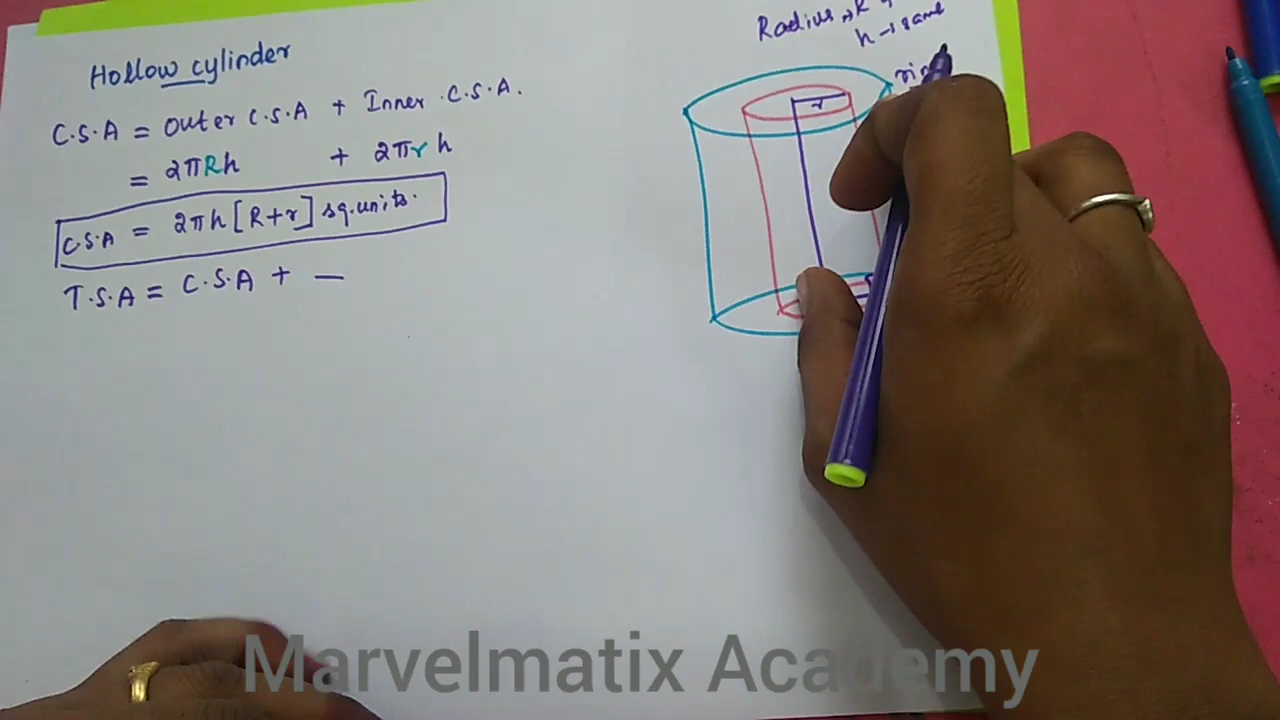 Hollow cylinder
C.S.A = Outer C.S.A + Inner C.S.A.
= 2πRh + 2πrh
C.S.A = 2πh[R+r] sq.units.
T.S.A = C.S.A + —
Radius → R
h → same
r
Marvelmatix Academy